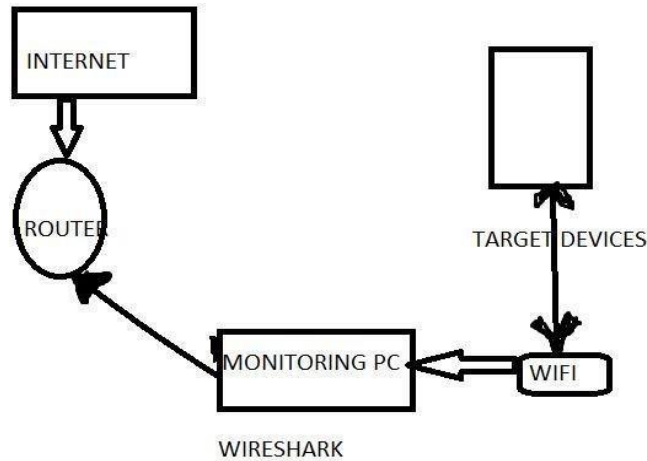 INTERNET
ROUTER
TARGET DEVICES
MONITORING PC
WIFI
WIRESHARK